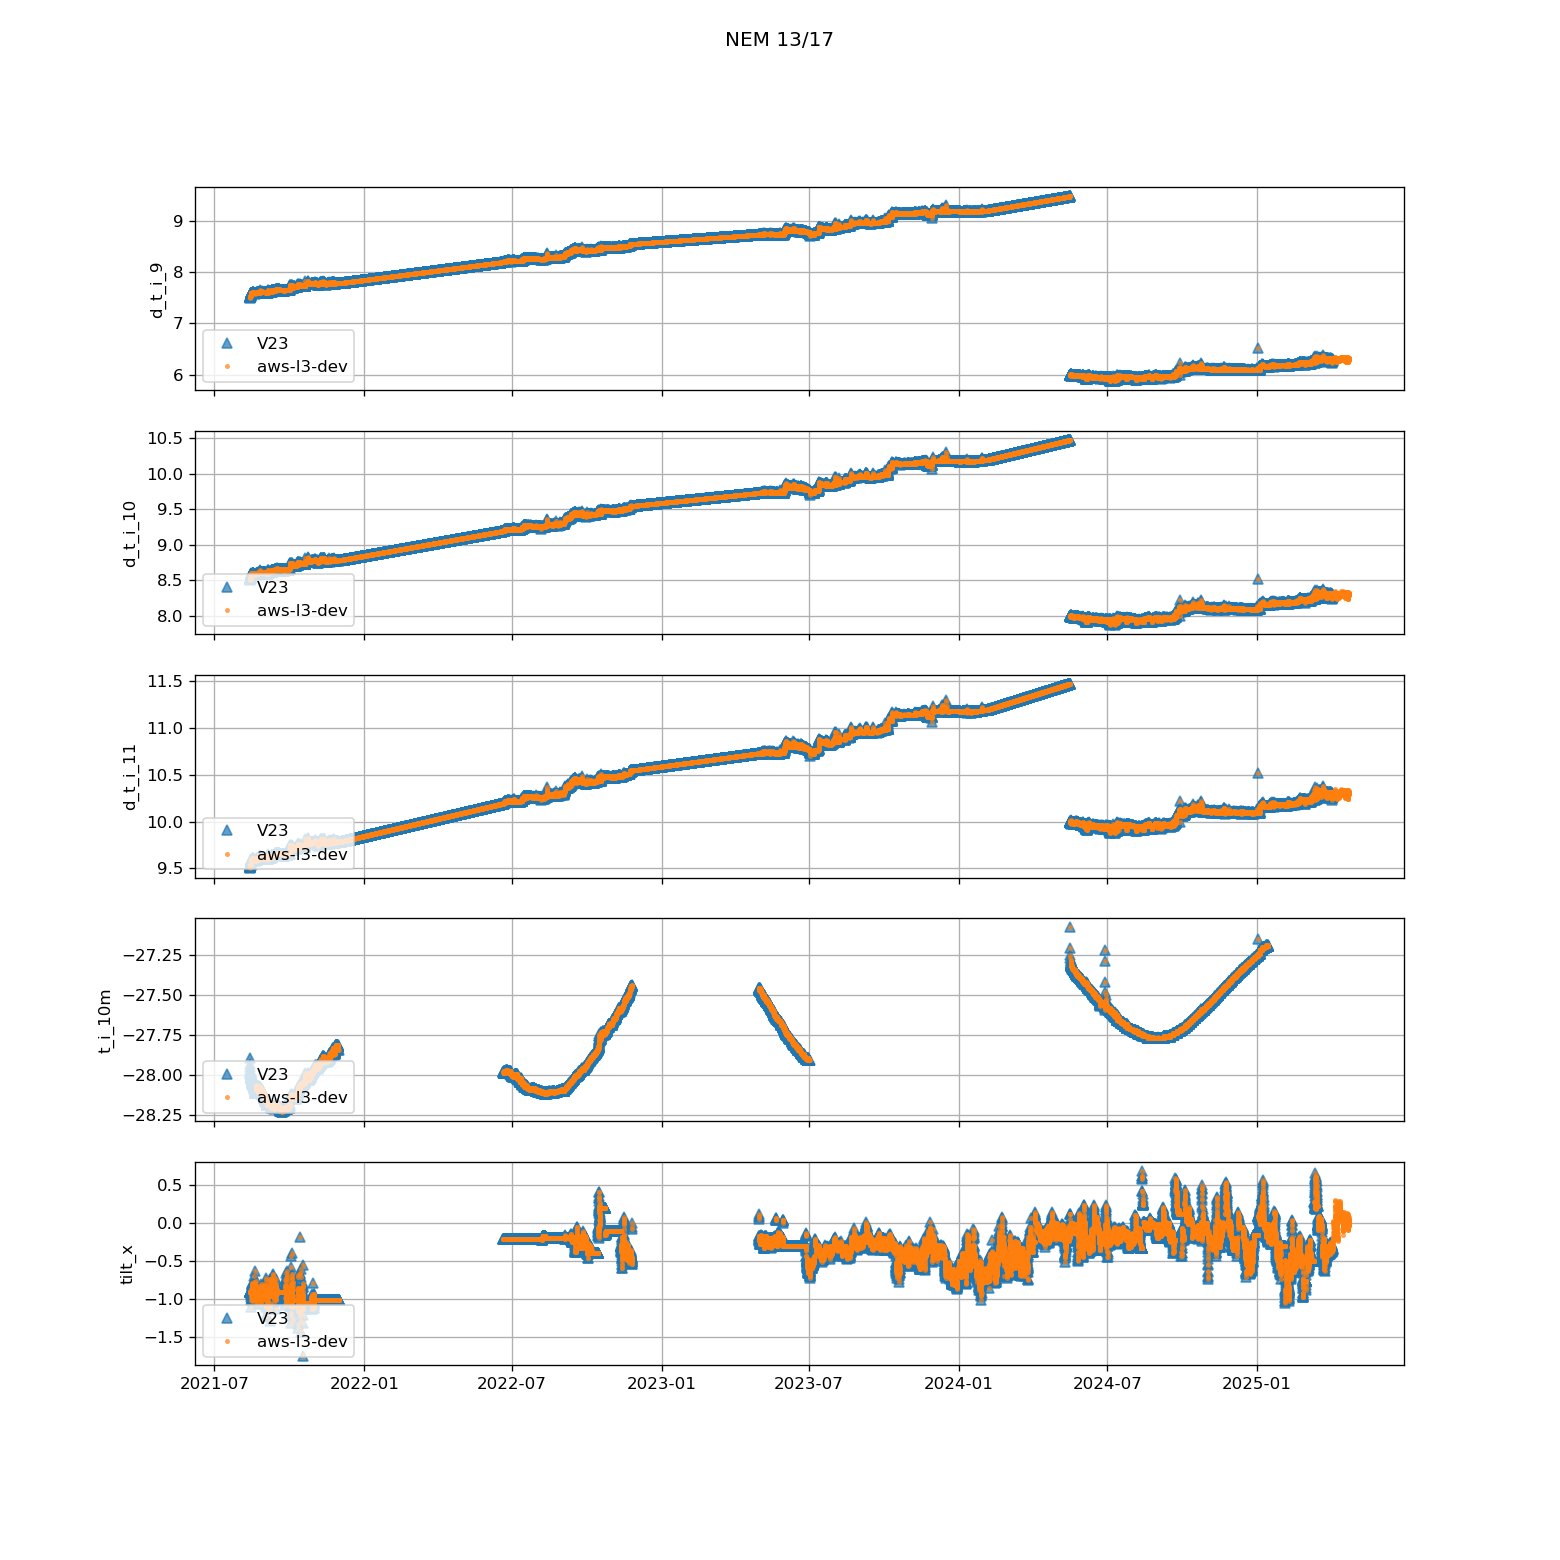 NEM 13/17
d_t_i_9
9
8
7
6
V23
aws-l3-dev
d_t_i_10
10.5
10.0
9.5
9.0
8.5
8.0
V23
aws-l3-dev
d_t_i_11
11.5
11.0
10.5
10.0
9.5
V23
aws-l3-dev
t_i_10m
−27.25
−27.50
−27.75
−28.00
−28.25
V23
aws-l3-dev
tilt_x
0.5
0.0
−0.5
−1.0
−1.5
V23
aws-l3-dev
2021-07 2022-01 2022-07 2023-01 2023-07 2024-01 2024-07 2025-01